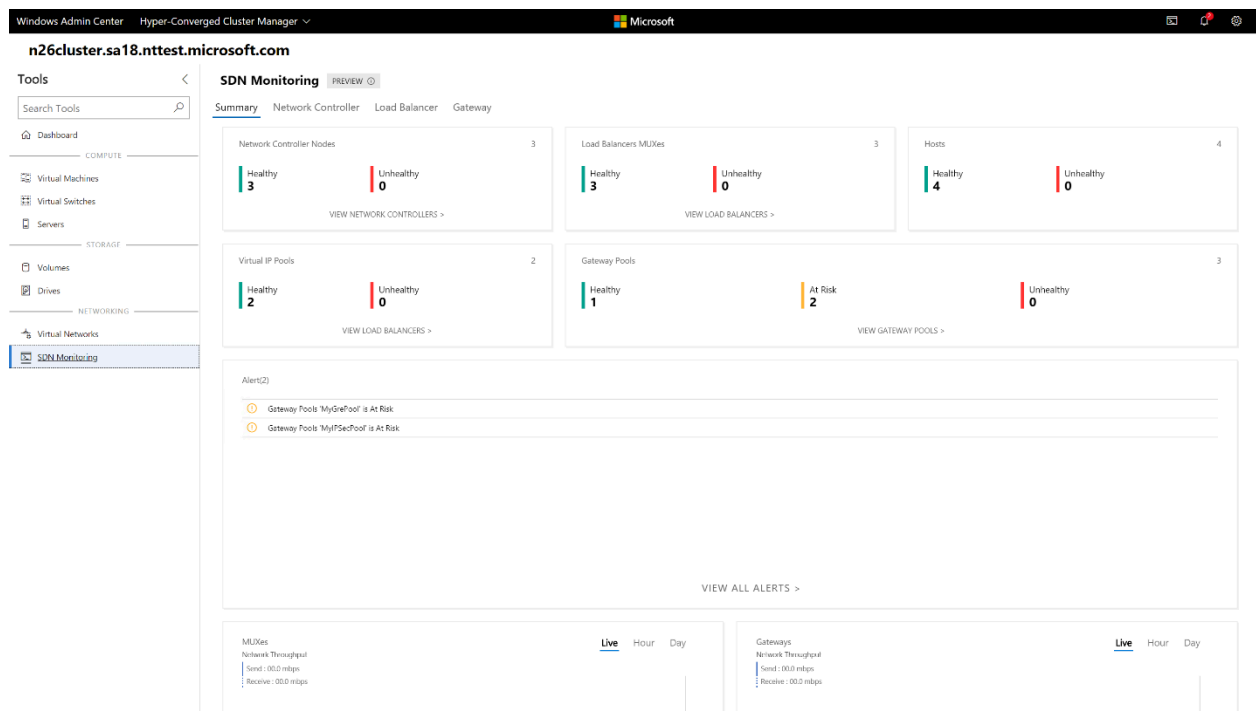 Windows Admin Center Hyper-Converged Cluster Manager Microsoft
n26cluster.sa18.nttest.microsoft.com
Tools
Search Tools
Dashboard
COMPUTE
Virtual Machines
Virtual Switches
Servers
STORAGE
Volumes
Drives
NETWORKING
Virtual Networks
SDN Monitoring
SDN Monitoring PREVIEW
Summary Network Controller Load Balancer Gateway
Network Controller Nodes 3
Healthy Unhealthy
3 0
VIEW NETWORK CONTROLLERS >
Load Balancers MUXes 3
Healthy Unhealthy
3 0
VIEW LOAD BALANCERS >
Hosts 4
Healthy Unhealthy
4 0
Virtual IP Pools 2
Healthy Unhealthy
2 0
VIEW LOAD BALANCERS >
Gateway Pools 3
Healthy At Risk Unhealthy
1 2 0
VIEW GATEWAY POOLS >
Alert(2)
Gateway Pools 'MyGrePool' is At Risk
Gateway Pools 'MyIPSecPool' is At Risk
VIEW ALL ALERTS >
MUXes Live Hour Day
Network Throughput
Send : 00.0 mbps
Receive : 00.0 mbps
Gateways Live Hour Day
Network Throughput
Send : 00.0 mbps
Receive : 00.0 mbps